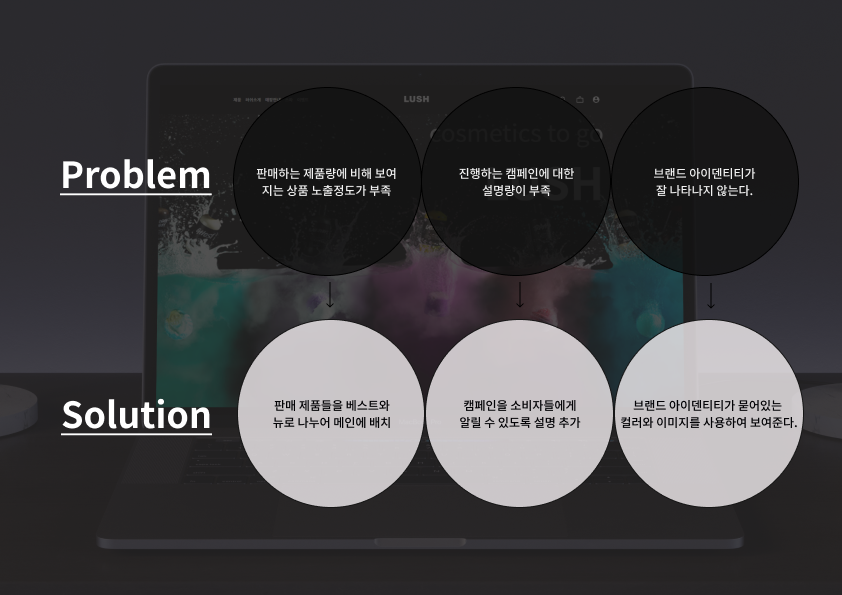 LUSH
cosmetics to go
Problem
판매하는 제품량에 비해 보여
지는 상품 노출정도가 부족
진행하는 캠페인에 대한
설명량이 부족
브랜드 아이덴티티가
잘 나타나지 않는다.
Solution
판매 제품들을 베스트와
뉴로 나누어 메인에 배치
캠페인을 소비자들에게
알릴 수 있도록 설명 추가
브랜드 아이덴티티가 묻어있는
컬러와 이미지를 사용하여 보여준다.